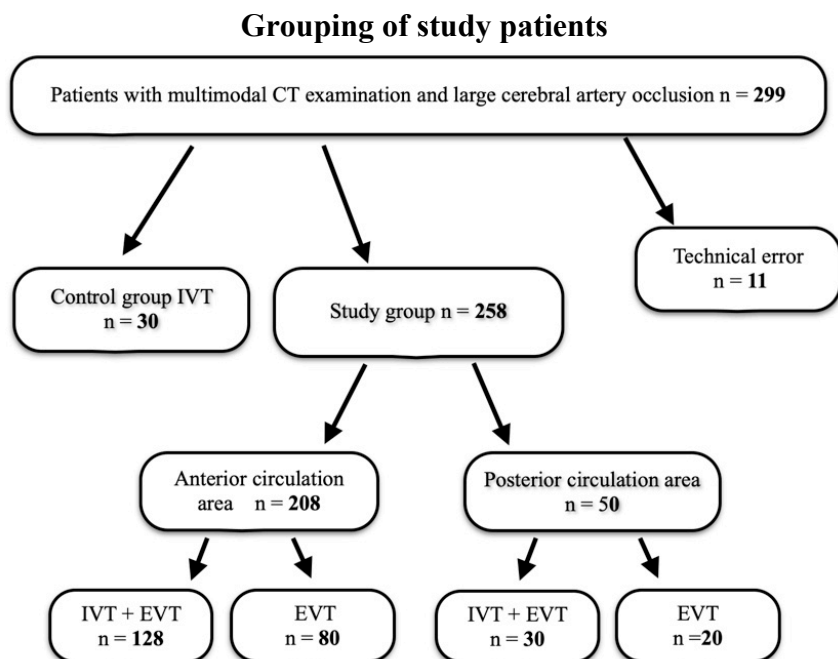 Grouping of study patients
Patients with multimodal CT examination and large cerebral artery occlusion n = 299
Technical error
n = 11
Control group IVT
n = 30
Study group n = 258
Anterior circulation
area n = 208
Posterior circulation area
n = 50
IVT + EVT
n = 128
EVT
n = 80
IVT + EVT
n = 30
EVT
n =20